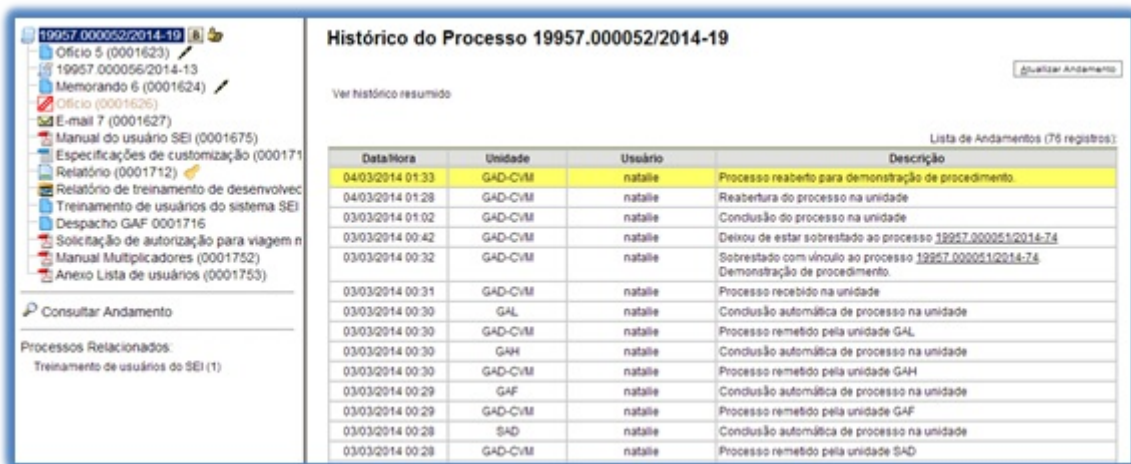 19957.000052/2014-19
Ofício 5 (0001623)
19957.000056/2014-13
Memorando 6 (0001624)
Ofício (0001626)
E-mail 7 (0001627)
Manual do usuário SEI (0001675)
Especificações de customização (000171
Relatório (0001712)
Relatório de treinamento de desenvolvec
Treinamento de usuários do sistema SEI
Despacho GAF 0001716
Solicitação de autorização para viagem n
Manual Multiplicadores (0001752)
Anexo Lista de usuários (0001753)
Consultar Andamento
Processos Relacionados:
Treinamento de usuários do SEI (1)
Histórico do Processo 19957.000052/2014-19
Atualizar Andamento
Ver histórico resumido
Lista de Andamentos (76 registros):
Data/Hora Unidade Usuário Descrição
04/03/2014 01:33 GAD-CVM natalie Processo reaberto para demonstração de procedimento.
04/03/2014 01:28 GAD-CVM natalie Reabertura do processo na unidade
03/03/2014 01:02 GAD-CVM natalie Conclusão do processo na unidade
03/03/2014 00:42 GAD-CVM natalie Deixou de estar sobrestado ao processo 19957.000051/2014-74
03/03/2014 00:32 GAD-CVM natalie Sobrestado com vínculo ao processo 19957.000051/2014-74.
Demonstração de procedimento.
03/03/2014 00:31 GAD-CVM natalie Processo recebido na unidade
03/03/2014 00:30 GAL natalie Conclusão automática de processo na unidade
03/03/2014 00:30 GAD-CVM natalie Processo remetido pela unidade GAL
03/03/2014 00:30 GAH natalie Conclusão automática de processo na unidade
03/03/2014 00:30 GAD-CVM natalie Processo remetido pela unidade GAH
03/03/2014 00:29 GAF natalie Conclusão automática de processo na unidade
03/03/2014 00:29 GAD-CVM natalie Processo remetido pela unidade GAF
03/03/2014 00:28 SAD natalie Conclusão automática de processo na unidade
03/03/2014 00:28 GAD-CVM natalie Processo remetido pela unidade SAD